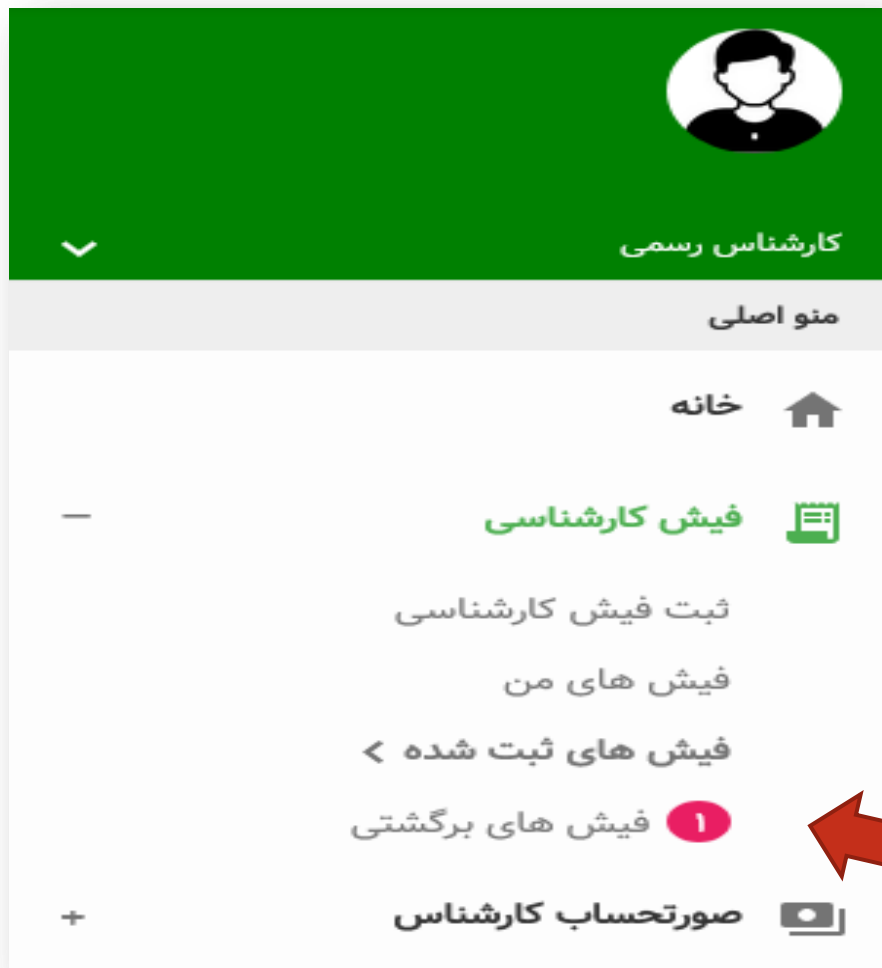 کارشناس رسمی
منو اصلی
خانه
فیش کارشناسی
ثبت فیش کارشناسی
فیش های من
فیش های ثبت شده >
۱ فیش های برگشتی
صورتحساب کارشناس